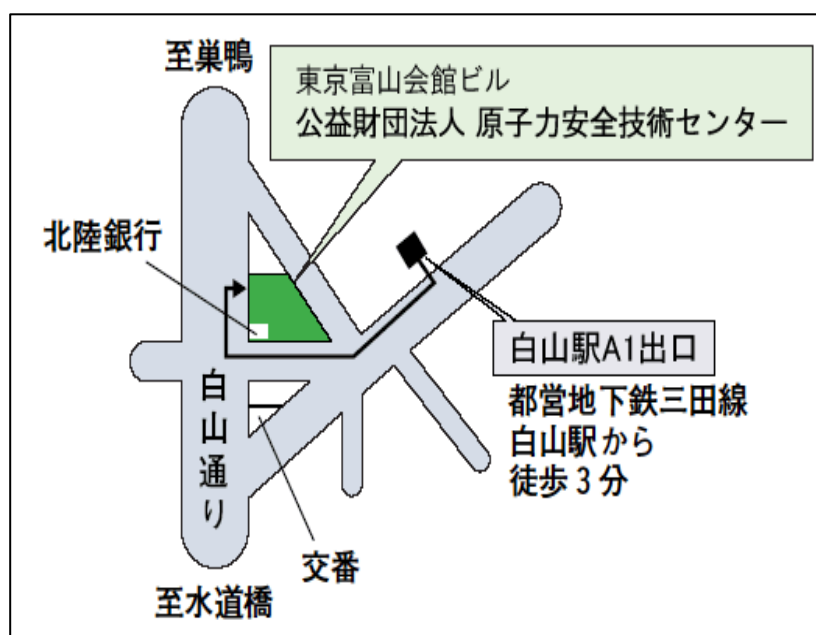 至巣鴨
東京富山会館ビル
公益財団法人 原子力安全技術センター
北陸銀行
白山駅A1出口
都営地下鉄三田線
白山駅から
徒歩3分
白山通り
交番
至水道橋